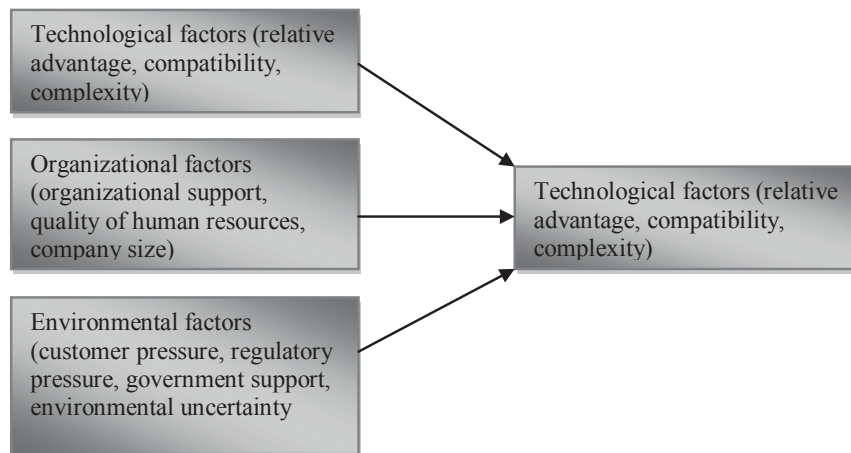 Technological factors (relative
advantage, compatibility,
complexity)
Organizational factors
(organizational support,
quality of human resources,
company size)
Environmental factors
(customer pressure, regulatory
pressure, government support,
environmental uncertainty
Technological factors (relative
advantage, compatibility,
complexity)